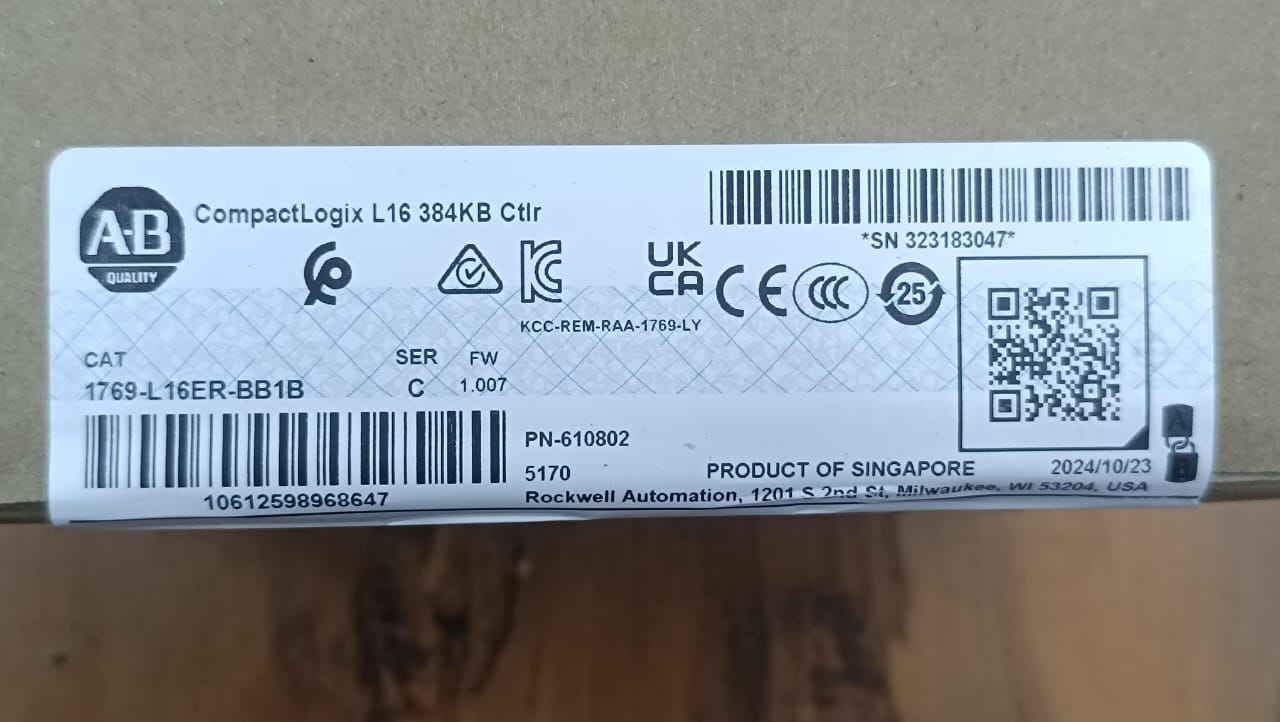 A-B
QUALITY
CompactLogix L16 384KB Ctlr
*SN 323183047*
UK
CA
CE
CCC
25
KCC-REM-RAA-1769-LY
CAT
SER
FW
1769-L16ER-BB1B
C
1.007
PN-610802
5170
PRODUCT OF SINGAPORE
2024/10/23
10612598968647
Rockwell Automation, 1201 S 2nd St, Milwaukee, WI 53204, USA
A
B